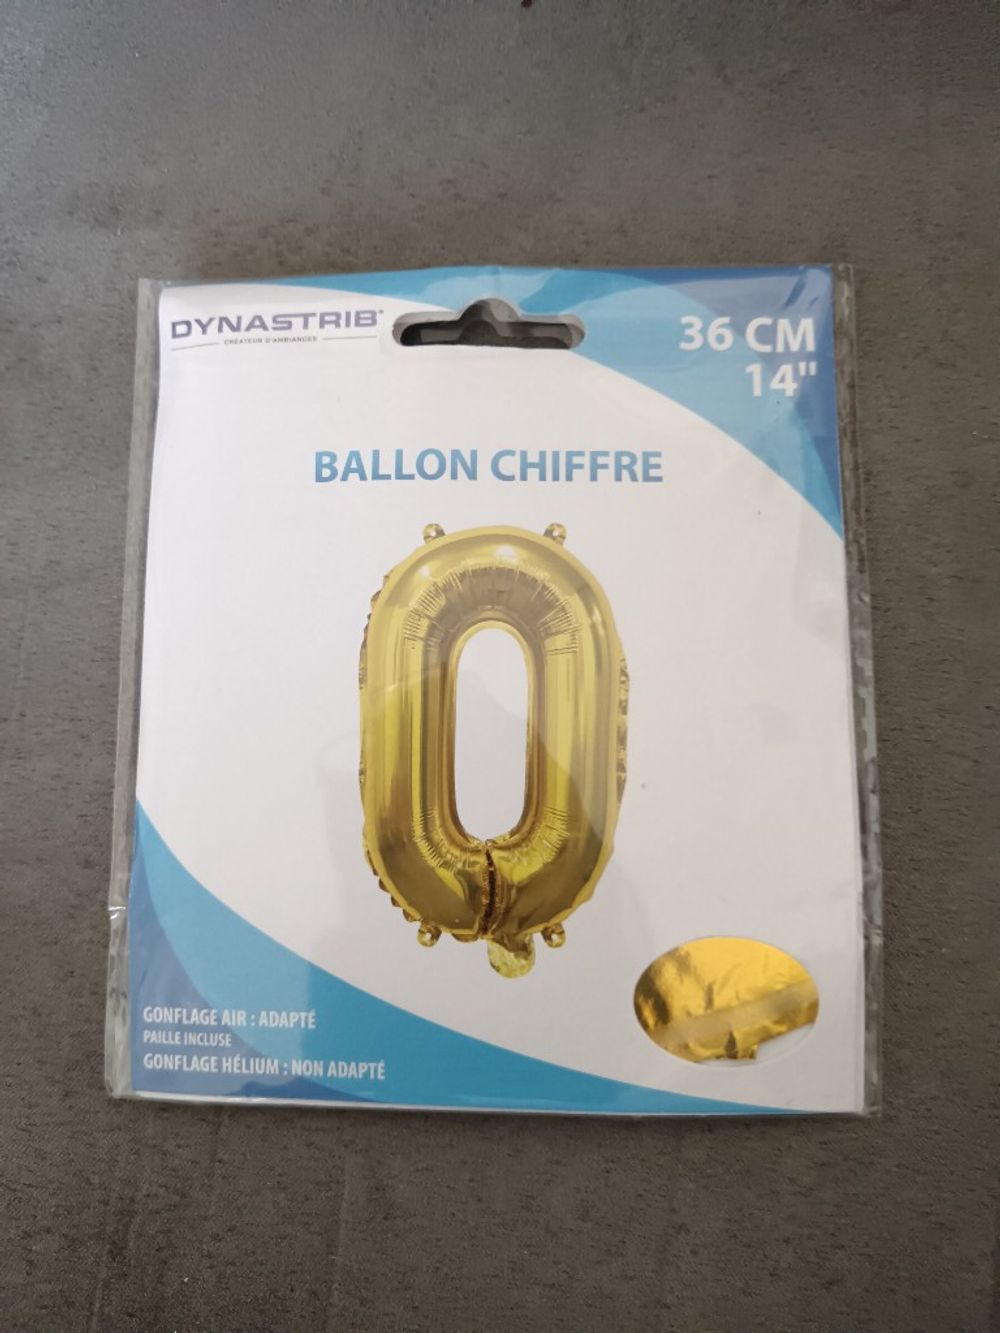 DYNASTRIB®
CRÉATEUR D'AMBIANCES
36 CM
14"
BALLON CHIFFRE
GONFLAGE AIR : ADAPTÉ
PAILLE INCLUSE
GONFLAGE HÉLIUM : NON ADAPTÉ